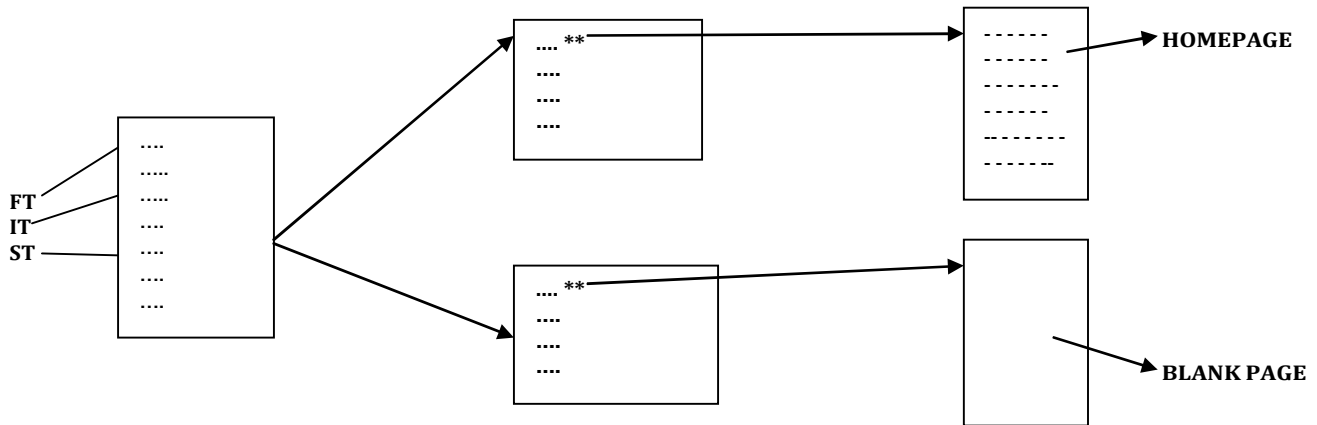 FT
IT
ST
....
.....
.....
....
....
....
....
.... **
....
....
....
.... **
....
....
....
- - - - - -
- - - - - -
- - - - - - -
- - - - - -
-- - - - - - -
- - - - - --
HOMEPAGE
BLANK PAGE